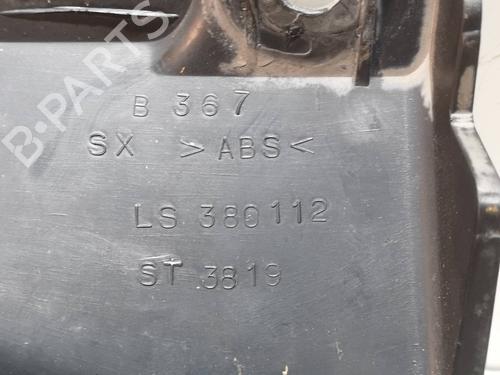 B-PARTS
B 367
SX >ABS<
LS 380112
ST 3819